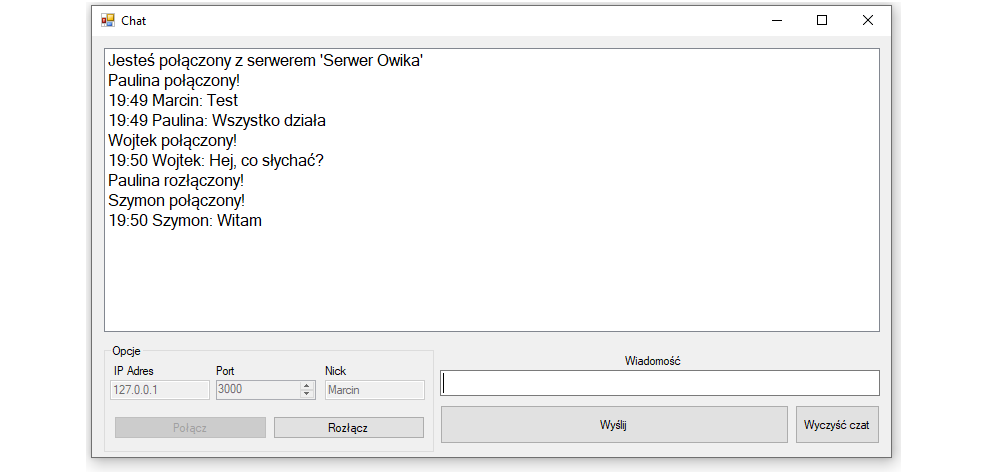 Chat
Jesteś połączony z serwerem 'Serwer Owika'
Paulina połączony!
19:49 Marcin: Test
19:49 Paulina: Wszystko działa
Wojtek połączony!
19:50 Wojtek: Hej, co słychać?
Paulina rozłączony!
Szymon połączony!
19:50 Szymon: Witam
Opcje
IP Adres Port Nick
127.0.0.1 3000 Marcin
Połącz Rozłącz
Wiadomość
Wyślij Wyczyść czat